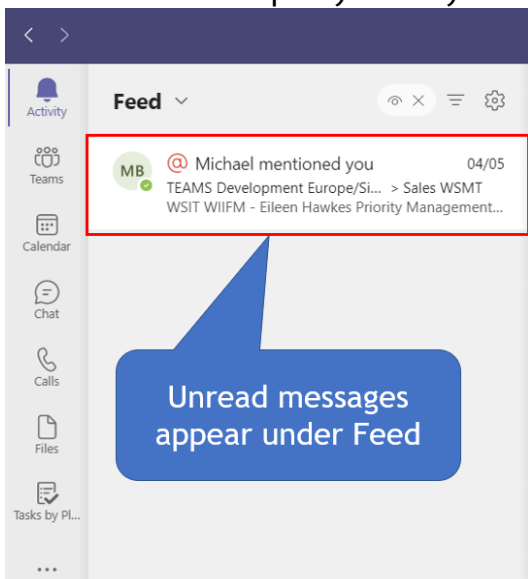 Activity
Feed
MB
@ Michael mentioned you 04/05
TEAMS Development Europe/Si... > Sales WSMT
WSIT WIIFM - Eileen Hawkes Priority Management...
Teams
Calendar
Chat
Calls
Files
Tasks by Pl...
...
Unread messages
appear under Feed